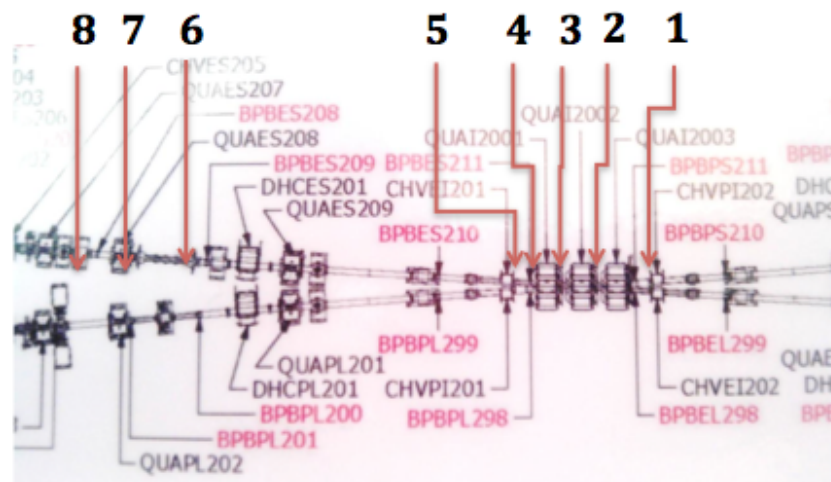 8 7 6 5 4 3 2 1
CHVES205
QUAES207
BPBES208
QUAES208
QUAI2002
QUAI2001
QUAI2003
BPBES209
BPBES211
BPBPS211
DHCES201
CHVEI201
CHVPI202
QUAES209
BPBES210
BPBPS210
BPBPL299
BPBEL299
QUAPL201
DHCPL201
CHVPI201
CHVEI202
BPBPL200
BPBPL298
BPBEL298
BPBPL201
QUAPL202